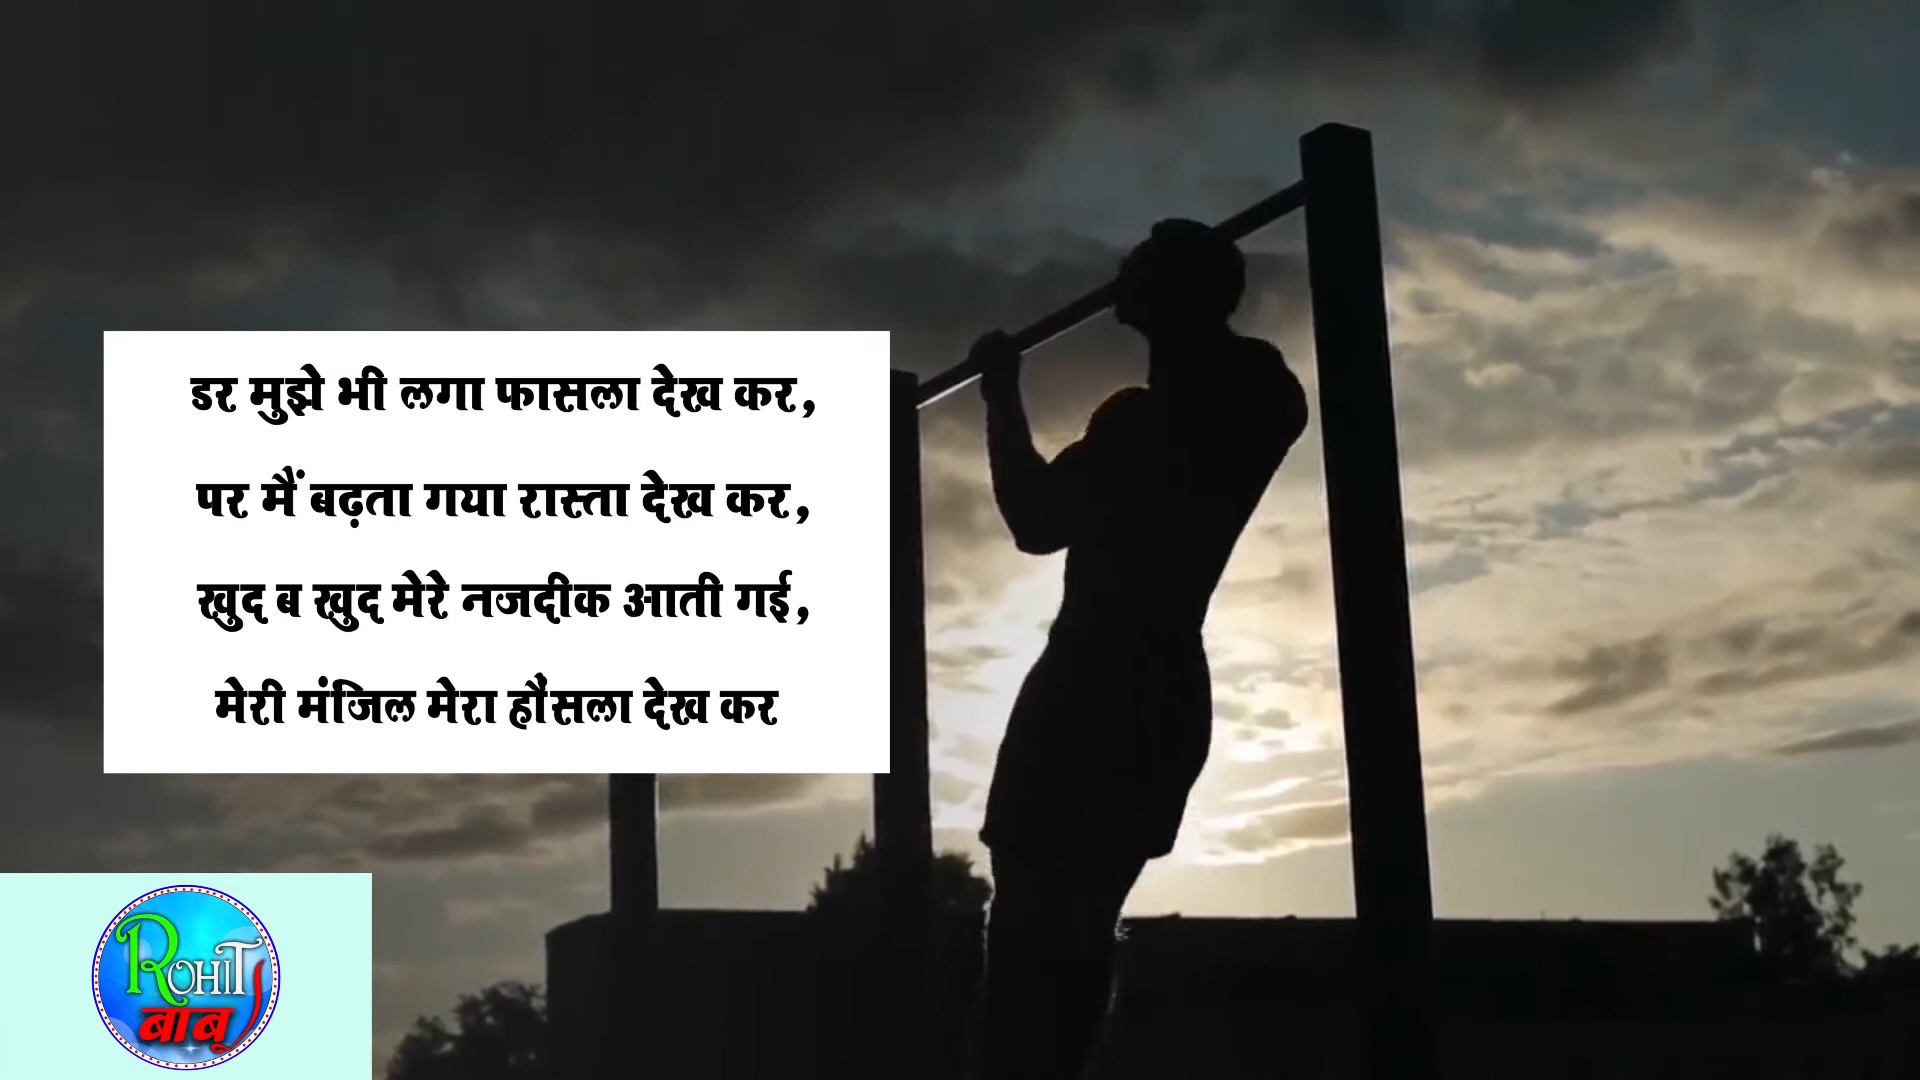 डर मुझे भी लगा फासला देख कर,
पर मैं बढ़ता गया रास्ता देख कर,
खुद ब खुद मेरे नजदीक आती गई,
मेरी मंजिल मेरा हौंसला देख कर
ROHIT
बाबू